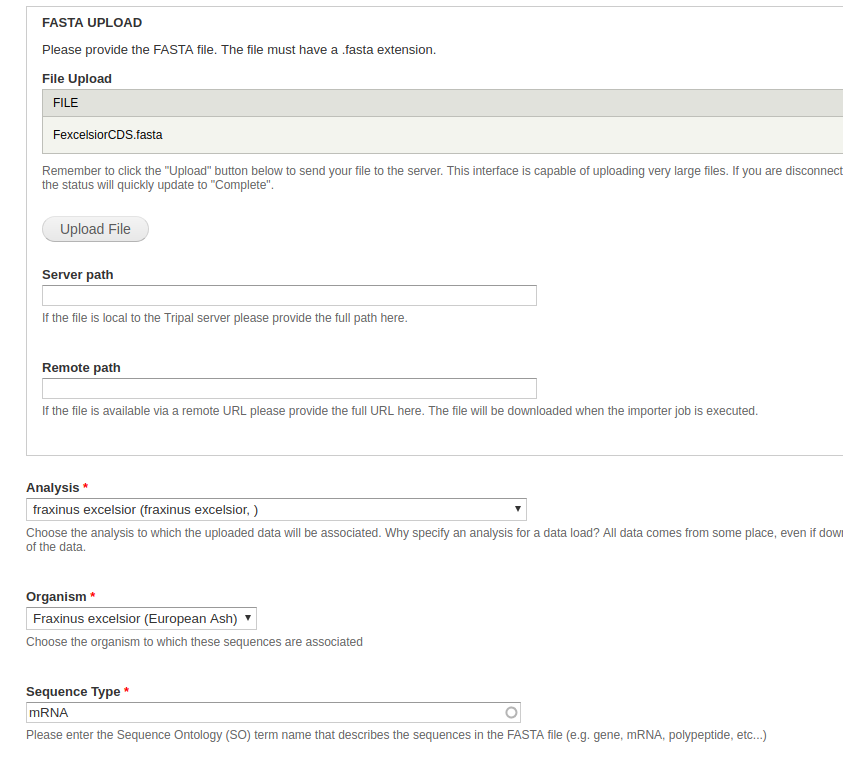 FASTA UPLOAD
Please provide the FASTA file. The file must have a .fasta extension.
File Upload
FILE
FexcelsiorCDS.fasta
Remember to click the "Upload" button below to send your file to the server. This interface is capable of uploading very large files. If you are disconnect
the status will quickly update to "Complete".
Upload File
Server path
If the file is local to the Tripal server please provide the full path here.
Remote path
If the file is available via a remote URL please provide the full URL here. The file will be downloaded when the importer job is executed.
Analysis *
fraxinus excelsior (fraxinus excelsior, )
Choose the analysis to which the uploaded data will be associated. Why specify an analysis for a data load? All data comes from some place, even if dow
of the data.
Organism *
Fraxinus excelsior (European Ash)
Choose the organism to which these sequences are associated
Sequence Type *
mRNA
Please enter the Sequence Ontology (SO) term name that describes the sequences in the FASTA file (e.g. gene, mRNA, polypeptide, etc...)